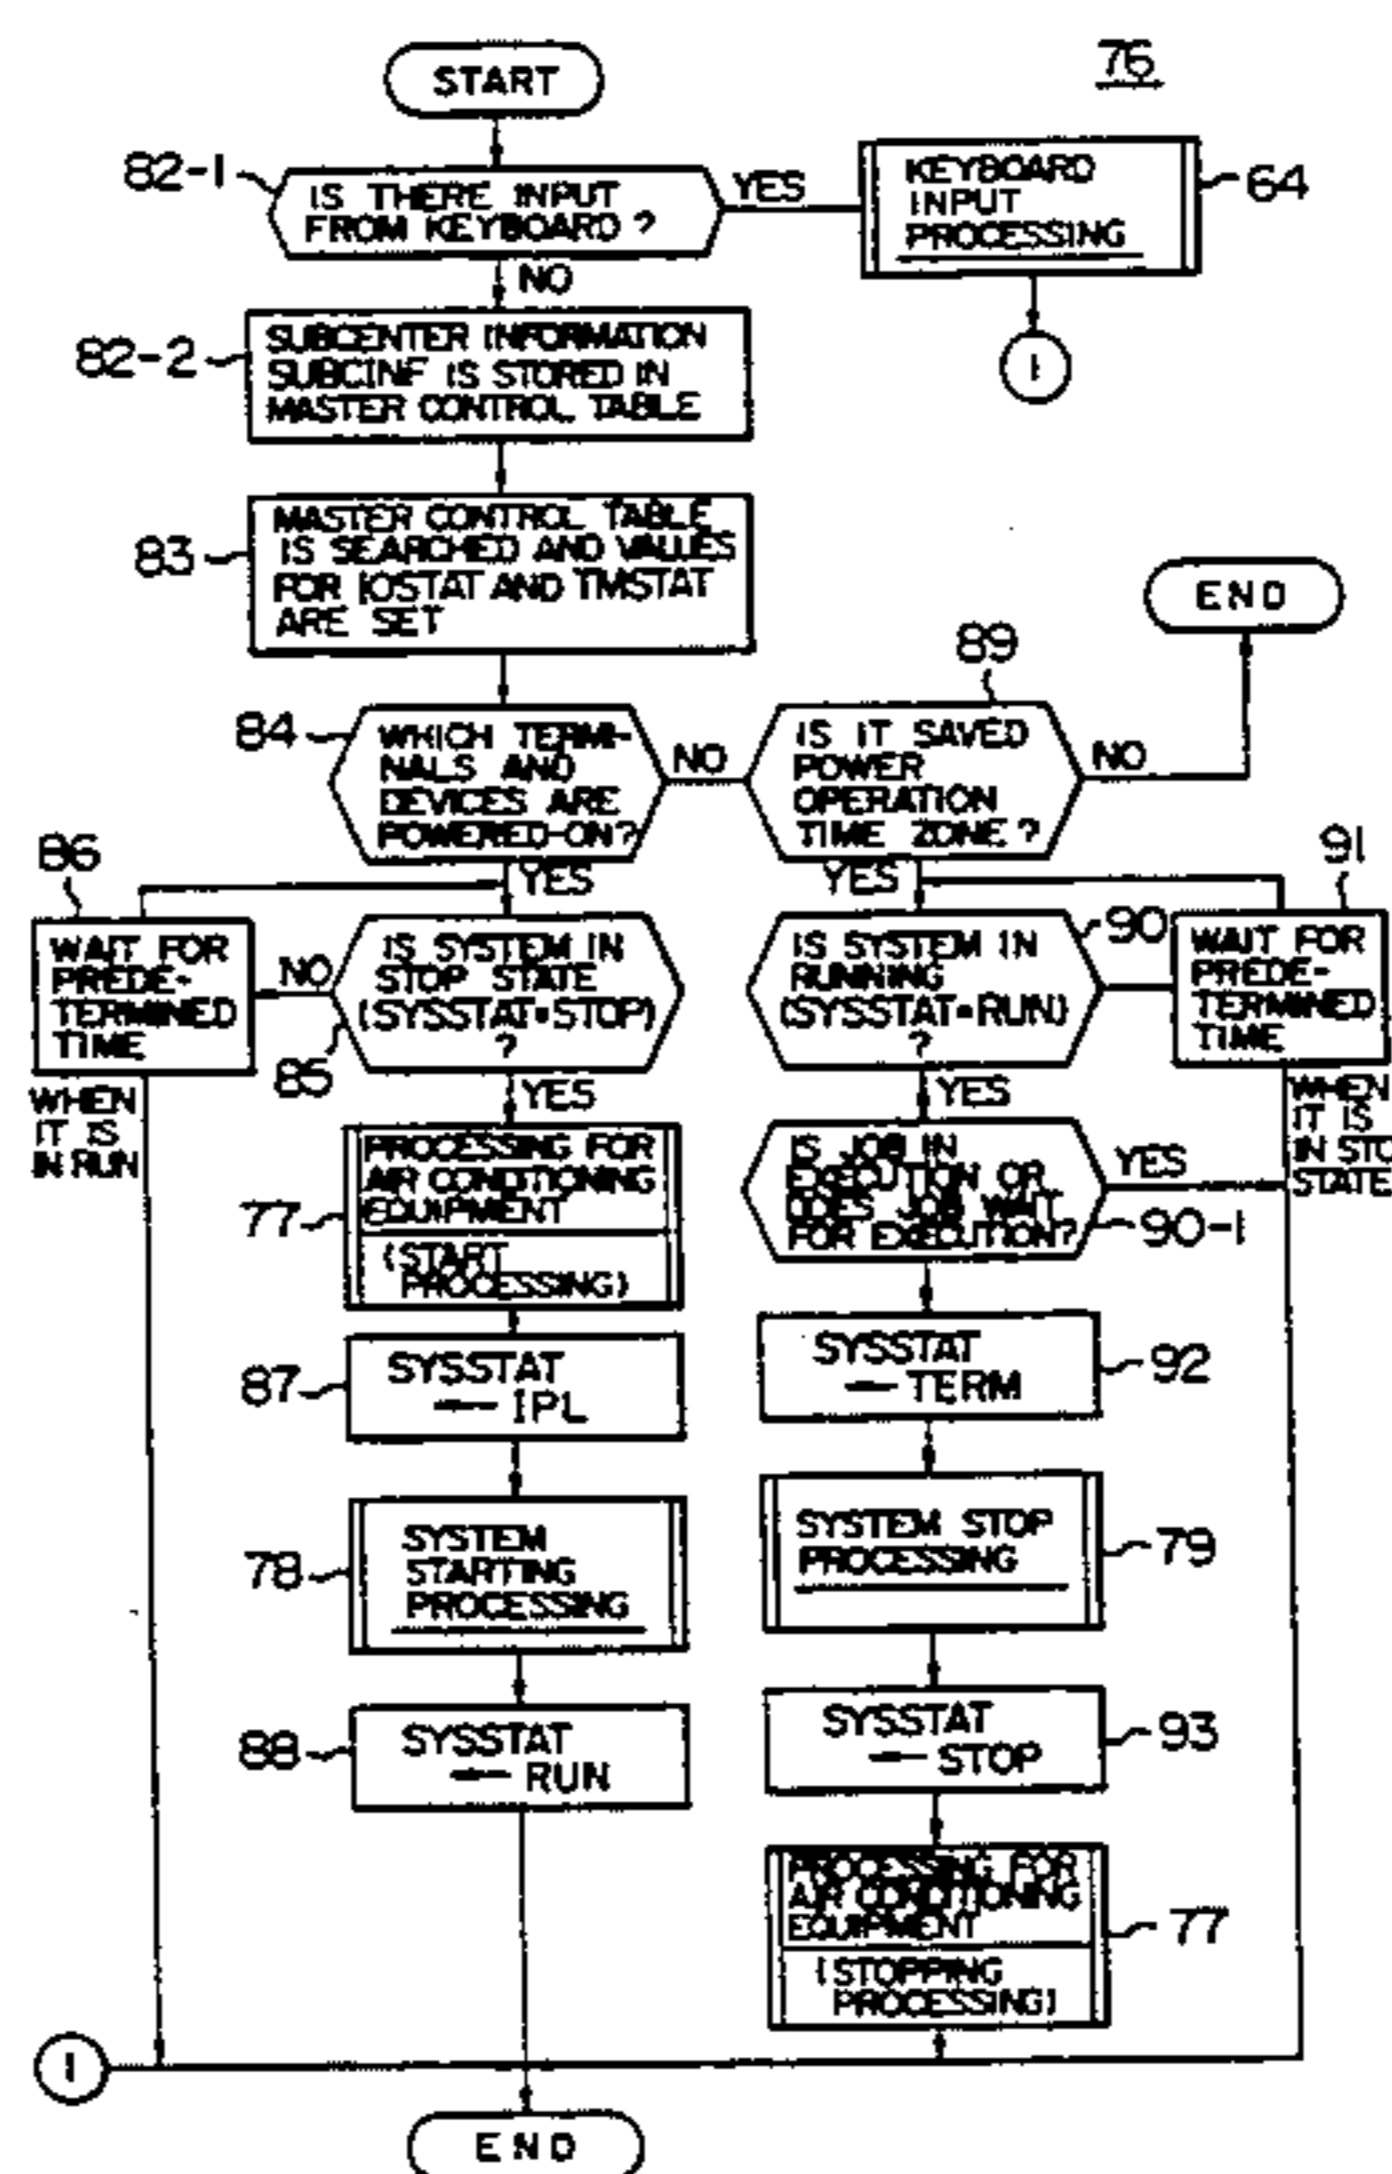 START
76
82-1
IS THERE INPUT
FROM KEYBOARD ?
YES
KEYBOARD
INPUT
PROCESSING
64
NO
1
82-2
SUBCENTER INFORMATION
SUBCINF IS STORED IN
MASTER CONTROL TABLE
83
MASTER CONTROL TABLE
IS SEARCHED AND VALUES
FOR IOSTAT AND TMSTAT
ARE SET
END
84
WHICH TERMI-
NALS AND
DEVICES ARE
POWERED-ON?
NO
89
IS IT SAVED
POWER
OPERATION
TIME ZONE ?
NO
YES
YES
86
WAIT FOR
PREDE-
TERMINED
TIME
WHEN
IT IS
IN RUN
NO
85
IS SYSTEM IN
STOP STATE
(SYSSTAT=STOP)
?
YES
90
IS SYSTEM IN
RUNNING
(SYSSTAT=RUN)
?
YES
91
WAIT FOR
PREDE-
TERMINED
TIME
WHEN
IT IS
IN STO
STATE
77
PROCESSING FOR
AIR CONDITIONING
EQUIPMENT
(START
PROCESSING)
IS JOB IN
EXECUTION OR
DOES JOB WAIT
FOR EXECUTION?
YES
90-1
87
SYSSTAT
← IPL
SYSSTAT
← TERM
92
78
SYSTEM
STARTING
PROCESSING
SYSTEM STOP
PROCESSING
79
88
SYSSTAT
← RUN
SYSSTAT
← STOP
93
PROCESSING FOR
AIR CONDITIONING
EQUIPMENT
(STOPPING
PROCESSING)
77
1
END